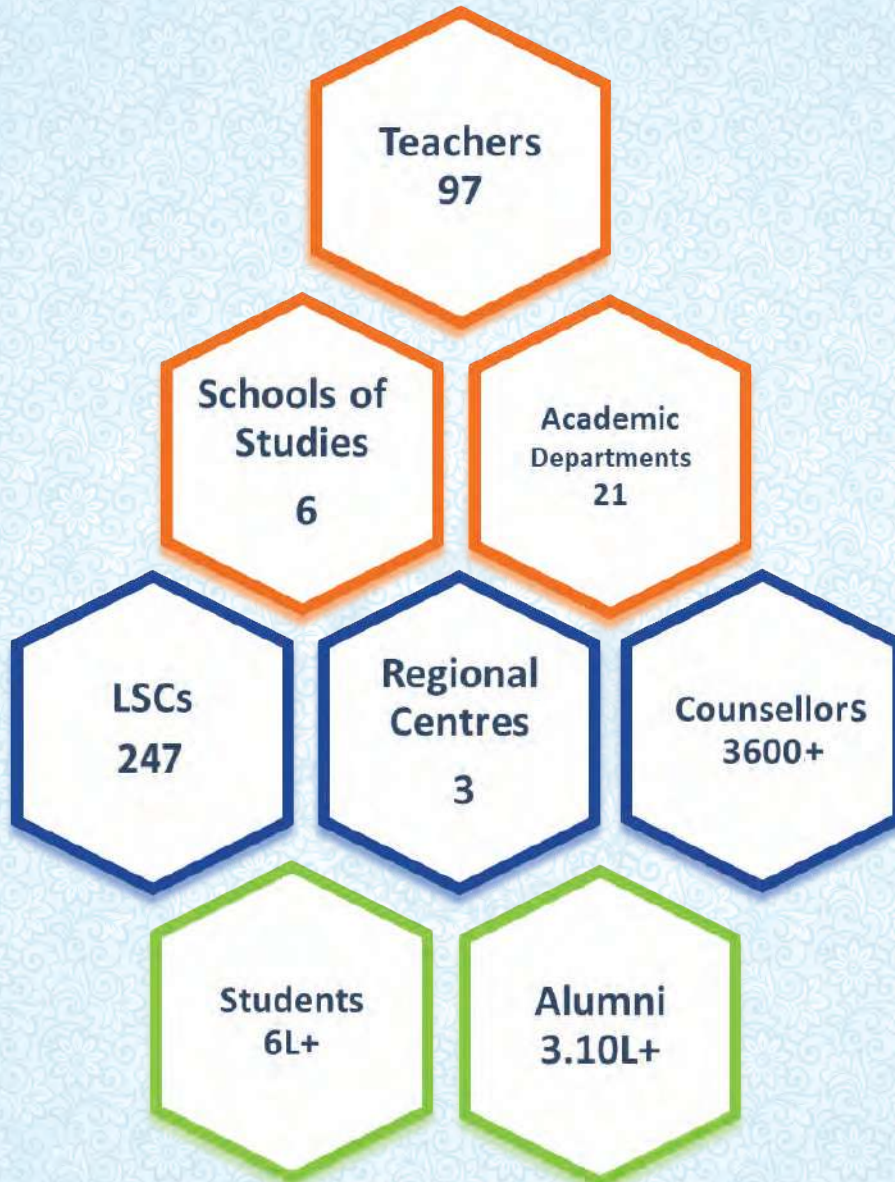 Teachers
97
Schools of
Studies
6
Academic
Departments
21
LSCs
247
Regional
Centres
3
Counsellors
3600+
Students
6L+
Alumni
3.10L+